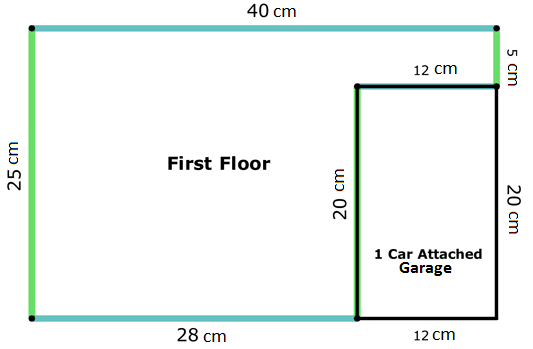 40 cm
12 cm
5 cm
25 cm
First Floor
20 cm
20 cm
1 Car Attached
Garage
28 cm
12 cm